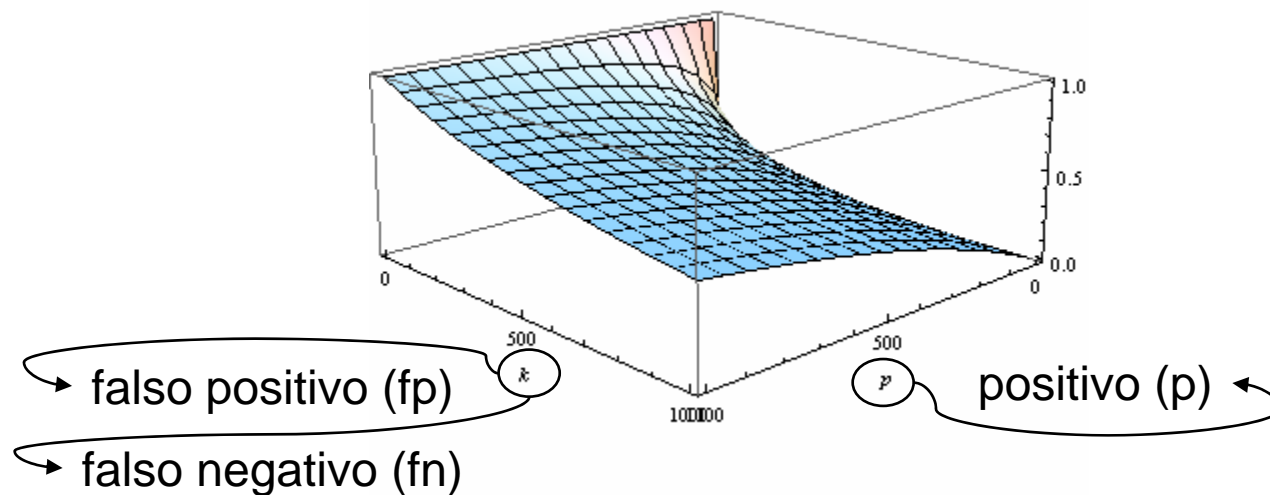 1.0
0.5
0.0
0
0
500
500
k
p
falso positivo (fp)
positivo (p)
falso negativo (fn)